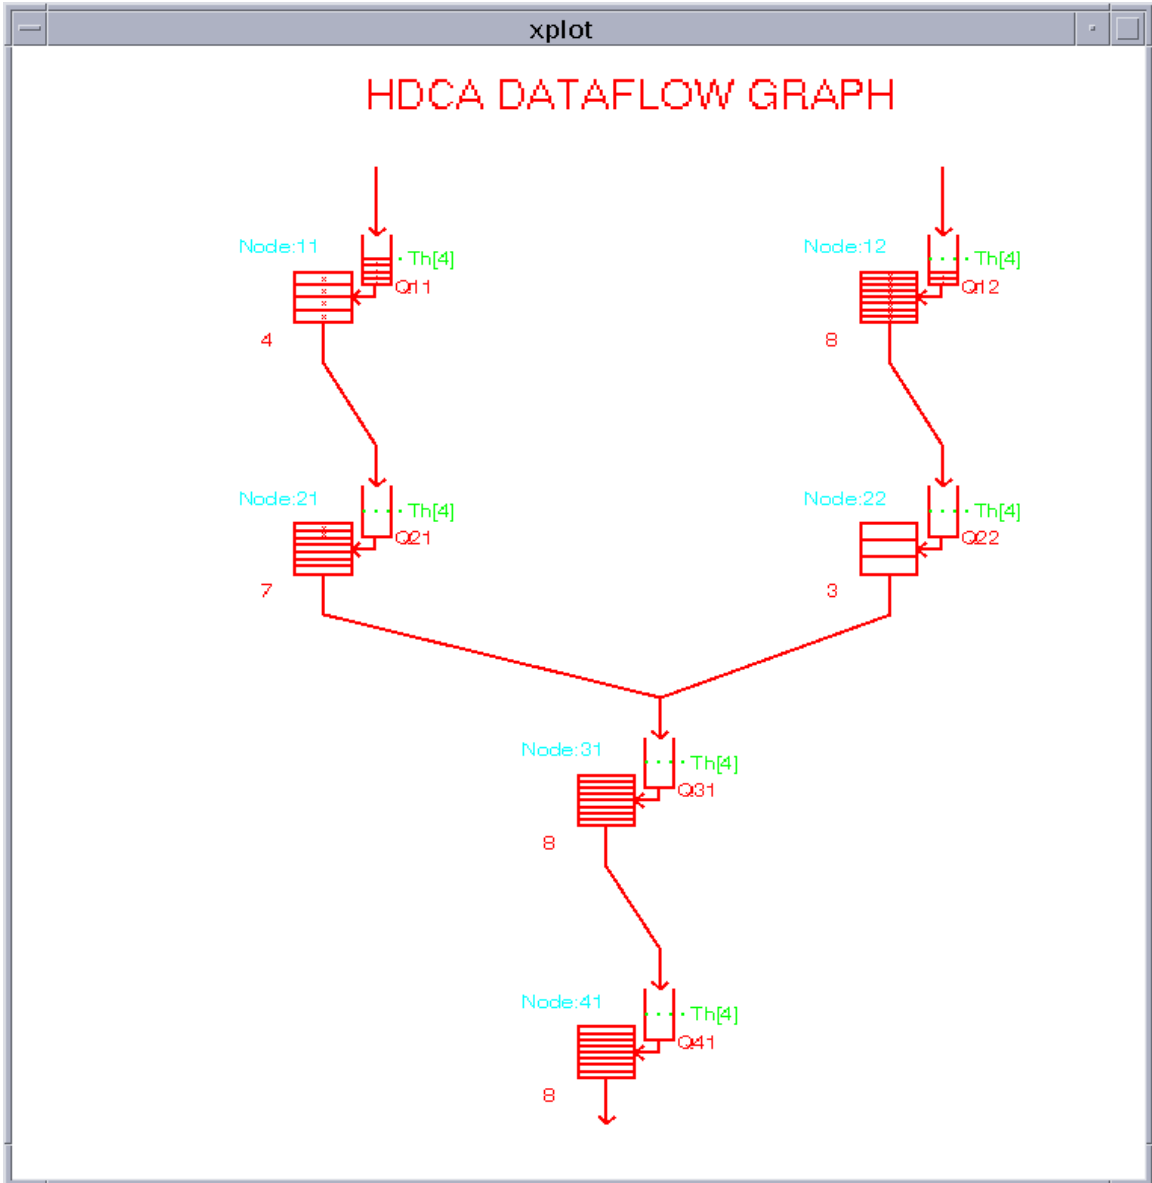 xplot
HDCA DATAFLOW GRAPH
Node:11
Th[4]
Q11
4
Node:12
Th[4]
Q12
8
Node:21
Th[4]
Q21
7
Node:22
Th[4]
Q22
3
Node:31
Th[4]
Q31
8
Node:41
Th[4]
Q41
8